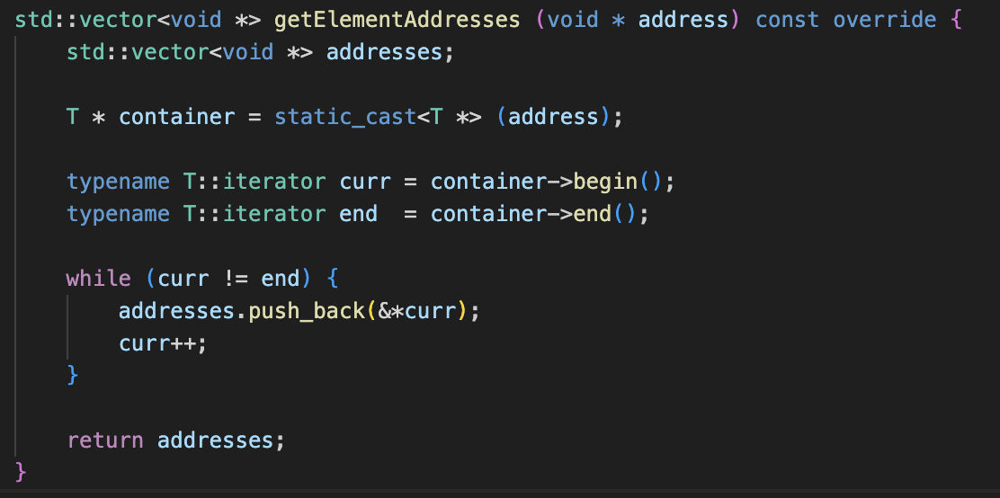 std::vector<void *> getElementAddresses (void * address) const override {
    std::vector<void *> addresses;
    T * container = static_cast<T *> (address);
    typename T::iterator curr = container->begin();
    typename T::iterator end  = container->end();
    while (curr != end) {
        addresses.push_back(&*curr);
        curr++;
    }
    return addresses;
}